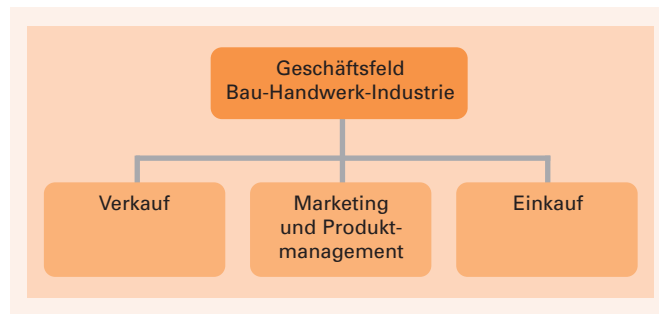 Geschäftsfeld
Bau-Handwerk-Industrie
Verkauf
Marketing
und Produkt-
management
Einkauf